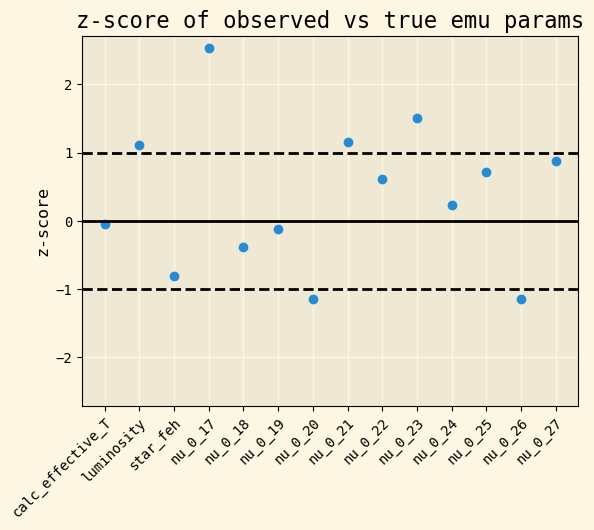 z-score of observed vs true emu params
z-score
2
1
0
−1
−2
calc_effective_T
luminosity
star_feh
nu_0_17
nu_0_18
nu_0_19
nu_0_20
nu_0_21
nu_0_22
nu_0_23
nu_0_24
nu_0_25
nu_0_26
nu_0_27